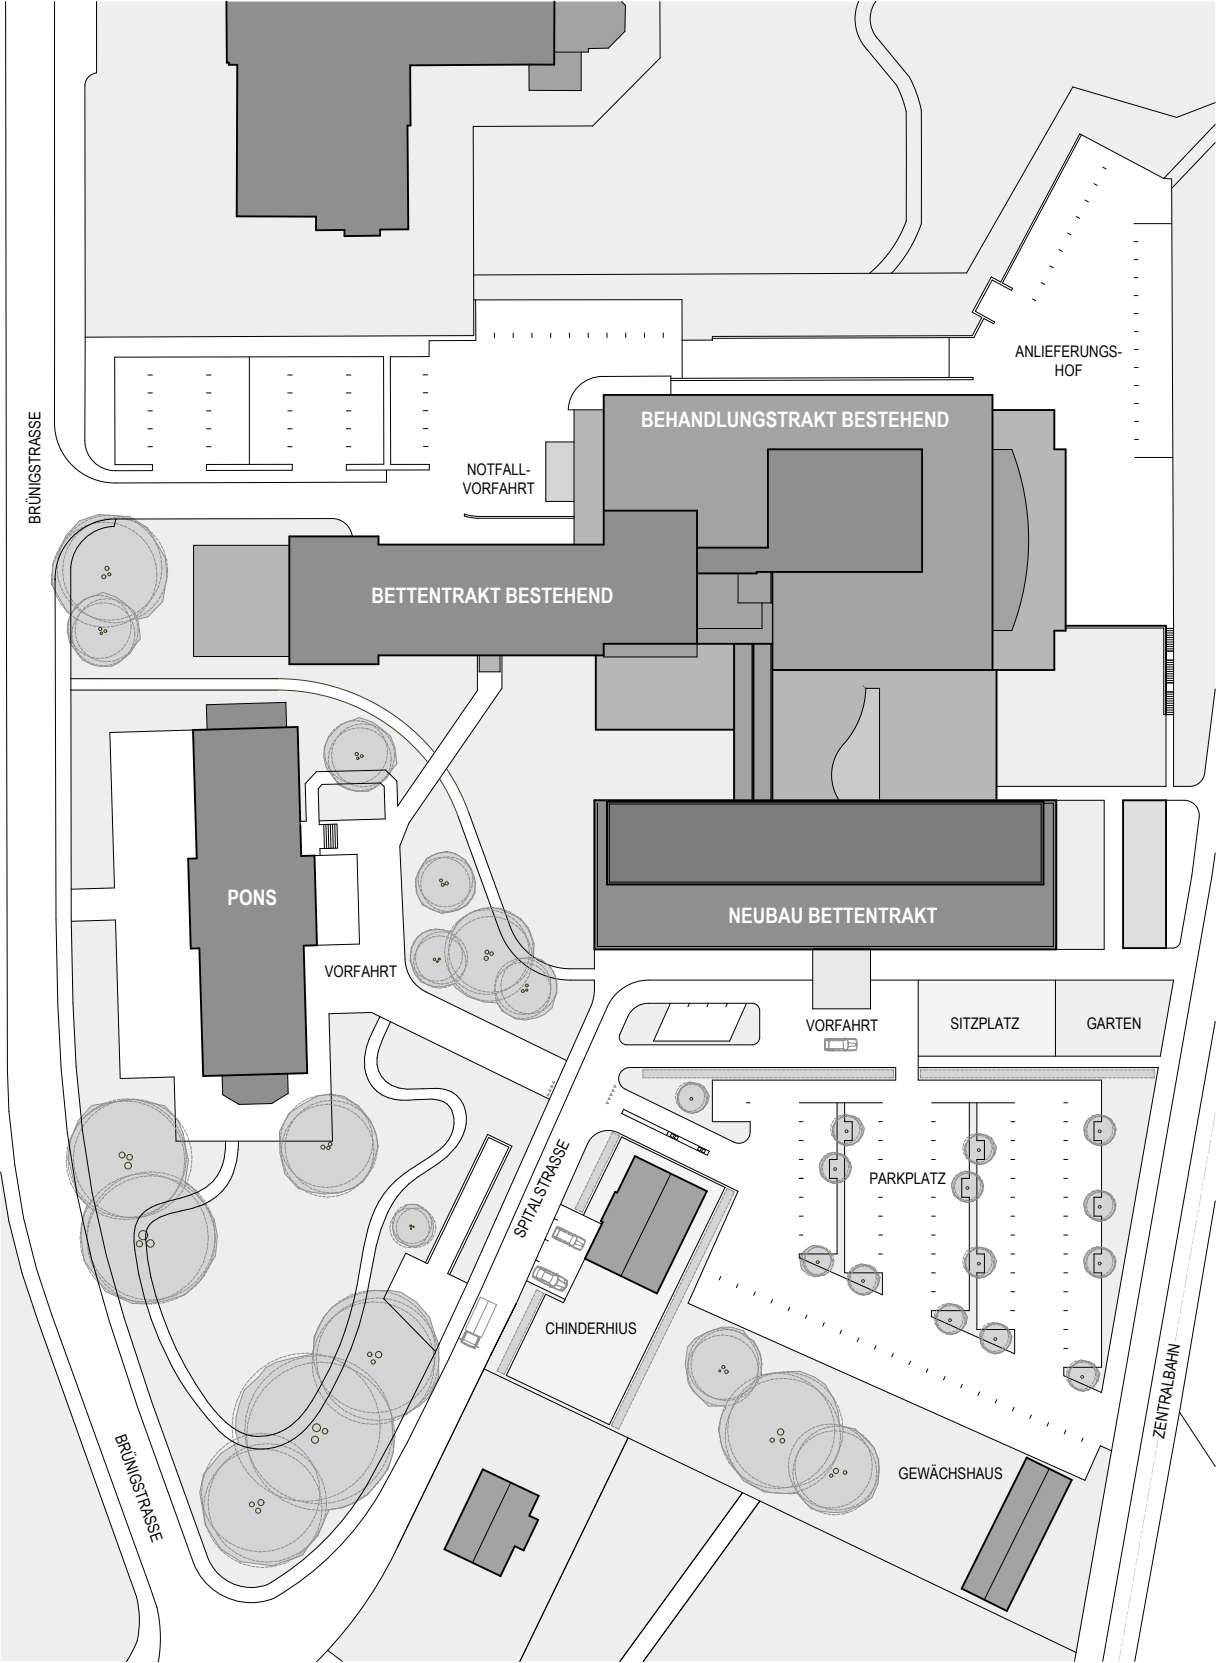 ANLIEFERUNGS-
HOF
BRÜNIGSTRASSE
BEHANDLUNGSTRAKT BESTEHEND
NOTFALL-
VORFAHRT
BETTENTRAKT BESTEHEND
PONS
NEUBAU BETTENTRAKT
VORFAHRT
VORFAHRT
SITZPLATZ
GARTEN
SPITALSTRASSE
PARKPLATZ
CHINDERHIUS
ZENTRALBAHN
BRÜNIGSTRASSE
GEWÄCHSHAUS